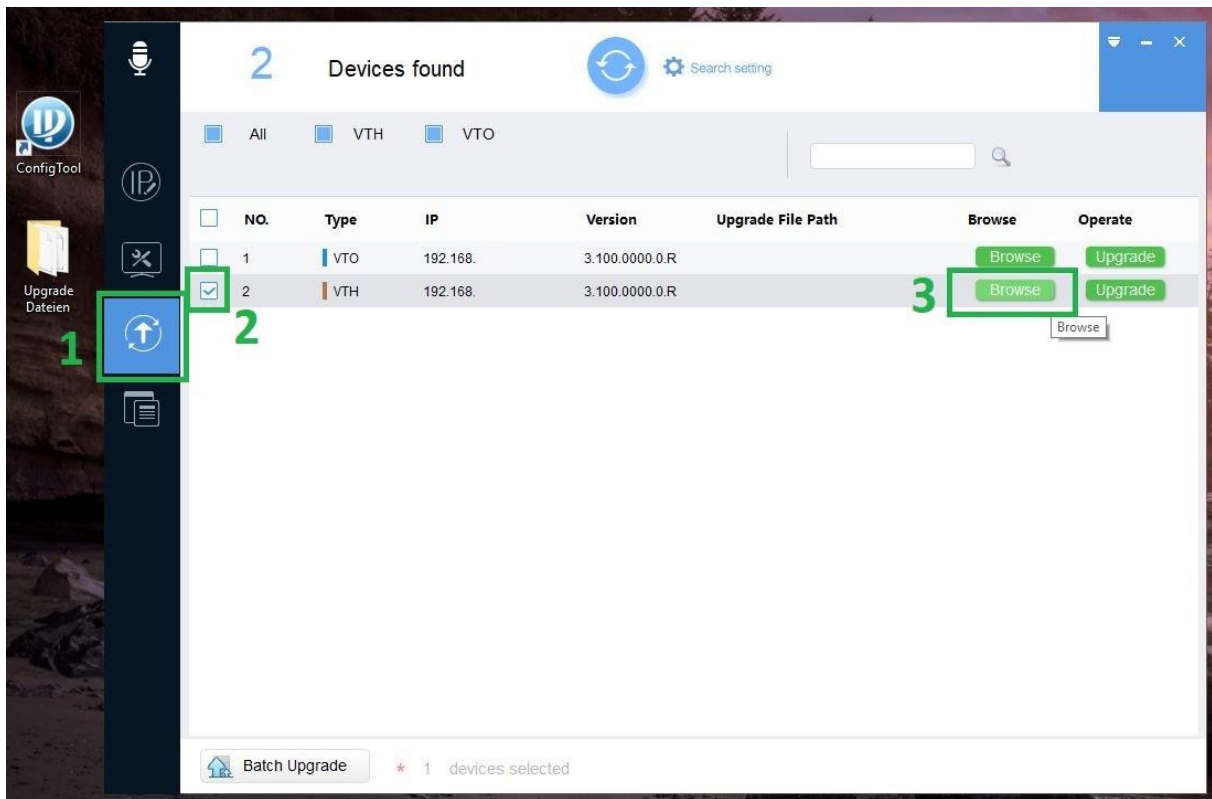 2 Devices found Search setting
All VTH VTO
ConfigTool
IP
NO. Type IP Version Upgrade File Path Browse Operate
1 VTO 192.168. 3.100.0000.0.R Browse Upgrade
2 VTH 192.168. 3.100.0000.0.R 3 Browse Upgrade
Upgrade
Dateien
1
2
Browse
Batch Upgrade * 1 devices selected